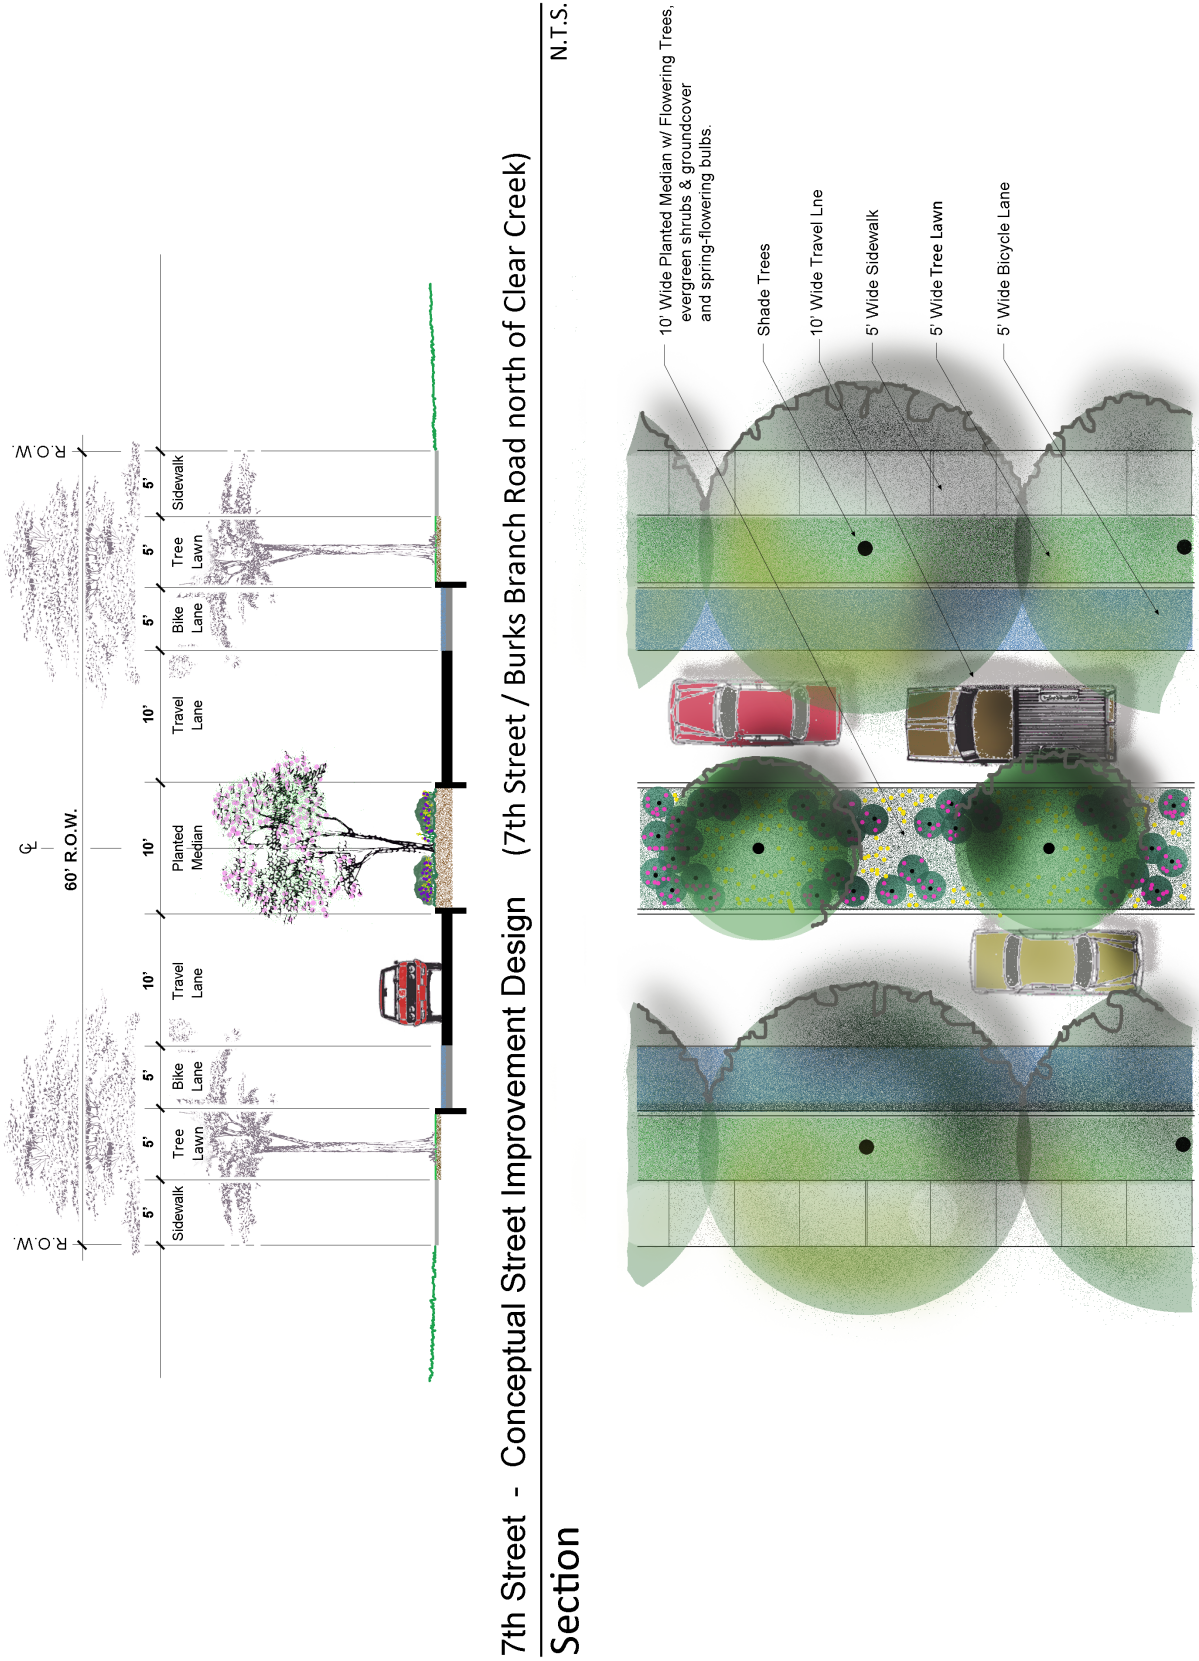 C L
60' R.O.W.
R.O.W.
R.O.W.
5'
5'
5'
10'
10'
10'
5'
5'
5'
Sidewalk
Tree
Lawn
Bike
Lane
Travel
Lane
Planted
Median
Travel
Lane
Bike
Lane
Tree
Lawn
Sidewalk
7th Street - Conceptual Street Improvement Design (7th Street / Burks Branch Road north of Clear Creek)
Section
N.T.S.
10' Wide Planted Median w/ Flowering Trees,
evergreen shrubs & groundcover
and spring-flowering bulbs.
Shade Trees
10' Wide Travel Lne
5' Wide Sidewalk
5' Wide Tree Lawn
5' Wide Bicycle Lane